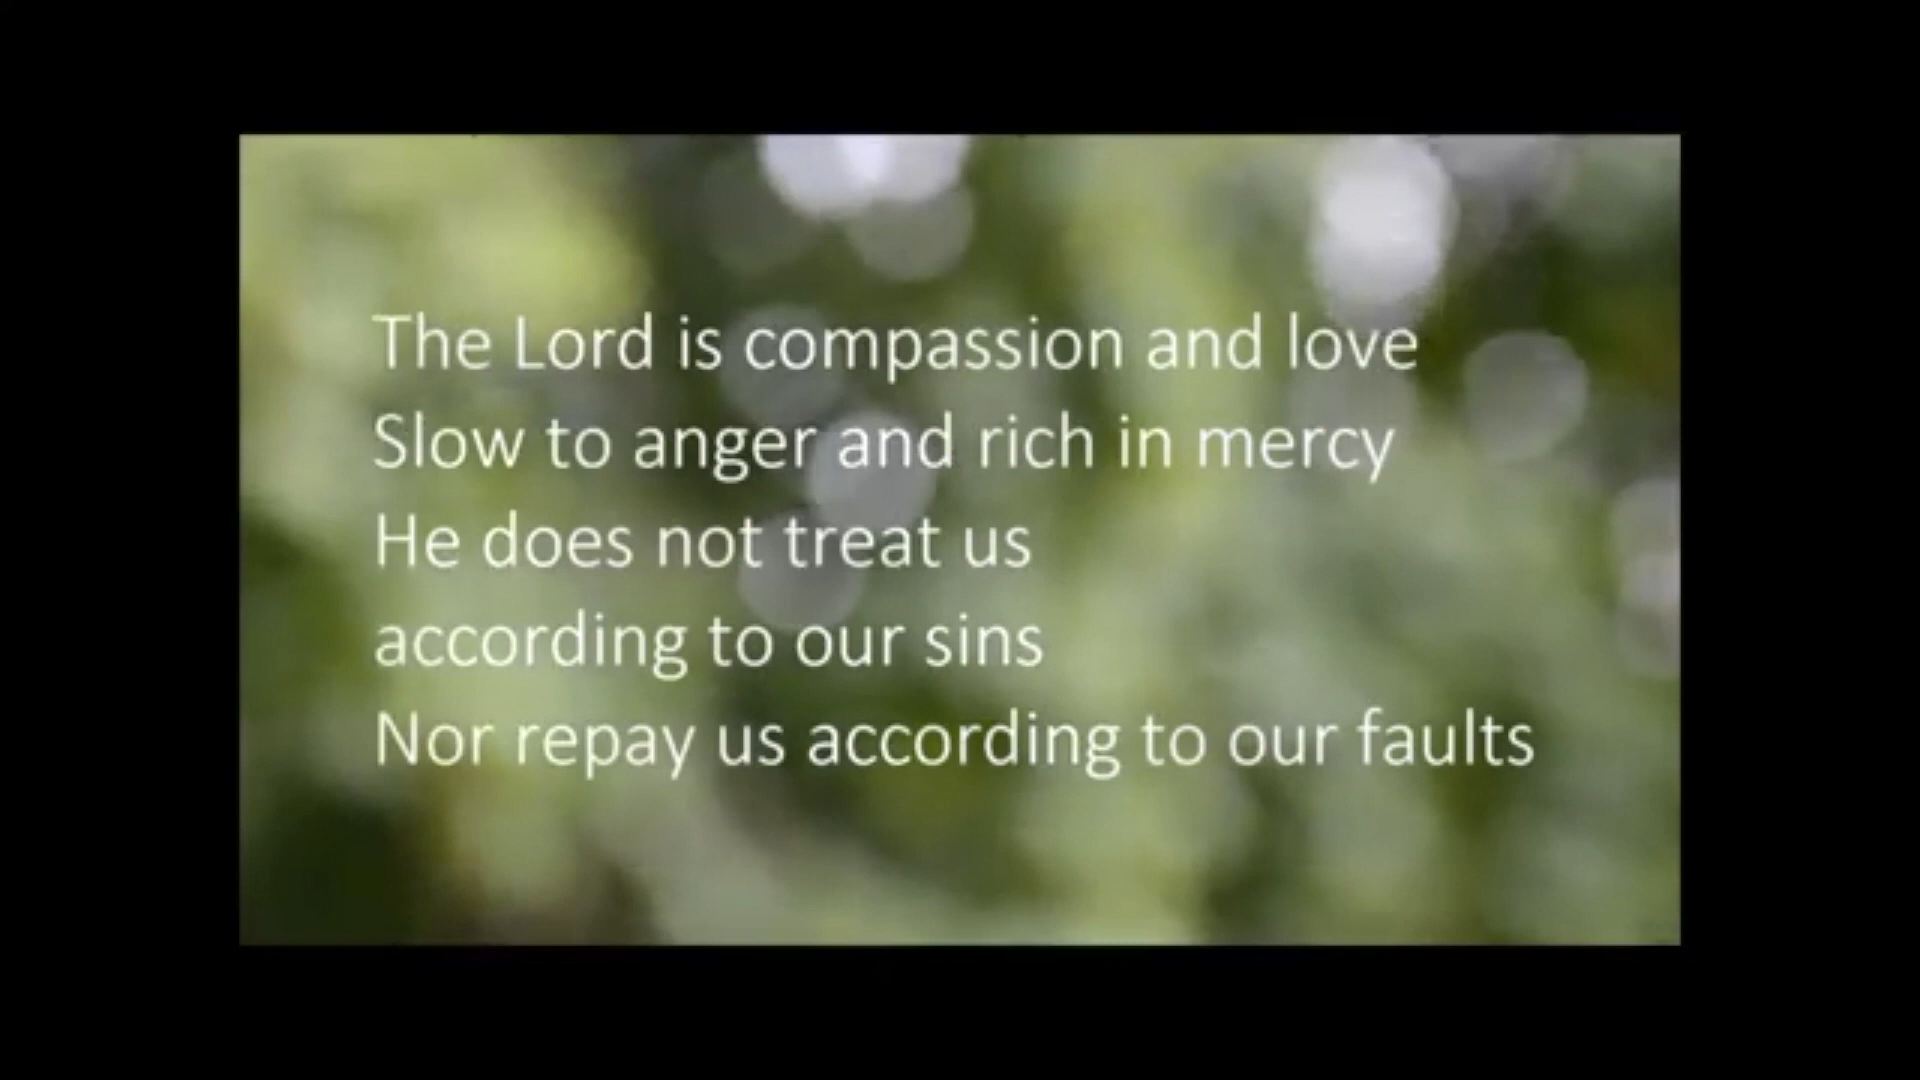 The Lord is compassion and love
Slow to anger and rich in mercy
He does not treat us
according to our sins
Nor repay us according to our faults